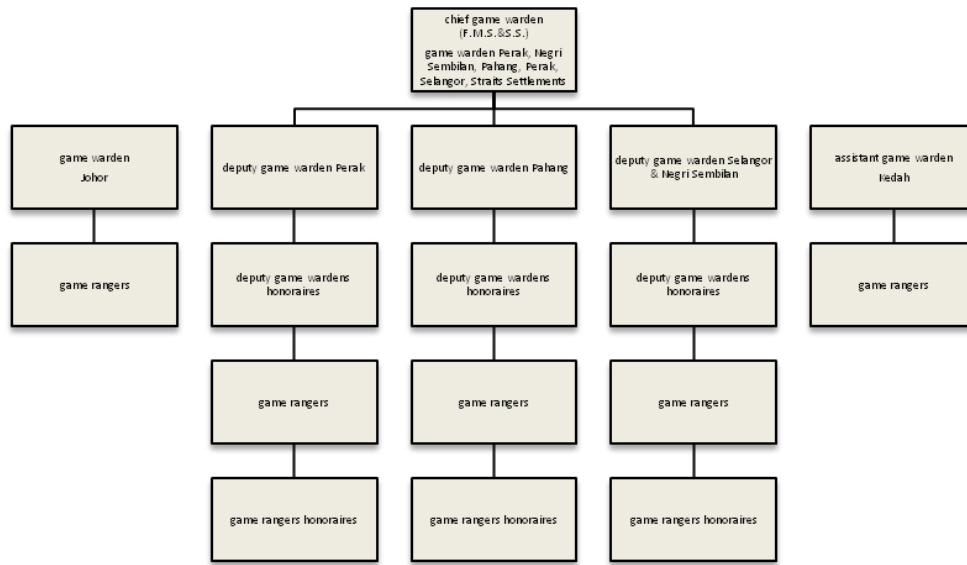 chief game warden
(F.M.S.&S.S.)
game warden Perak, Negri
Sembilan, Pahang, Perak,
Selangor, Straits Settlements
game warden
Johor
deputy game warden Perak
deputy game warden Pahang
deputy game warden Selangor
& Negri Sembilan
assistant game warden
Kedah
game rangers
deputy game wardens
honoraires
deputy game wardens
honoraires
deputy game wardens
honoraires
game rangers
game rangers
game rangers
game rangers
game rangers honoraires
game rangers honoraires
game rangers honoraires